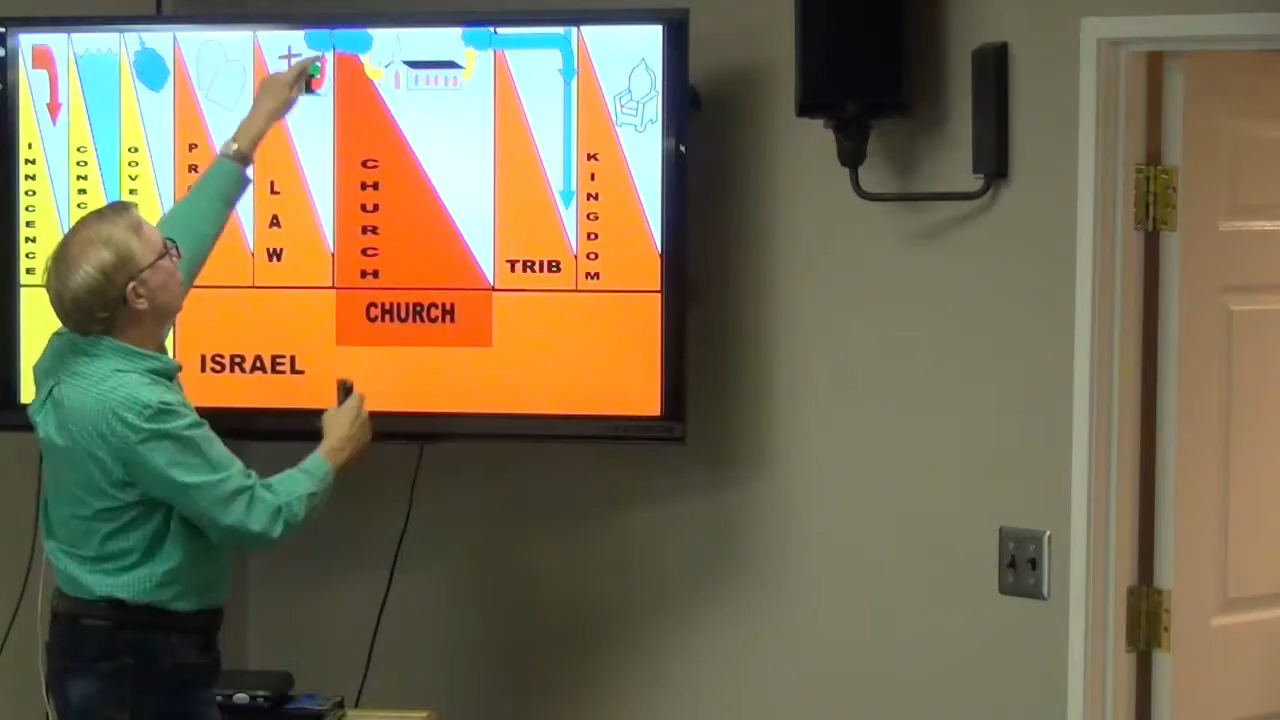 INNOCENCE
LAW
CHURCH
TRIB
KINGDOM
CHURCH
ISRAEL